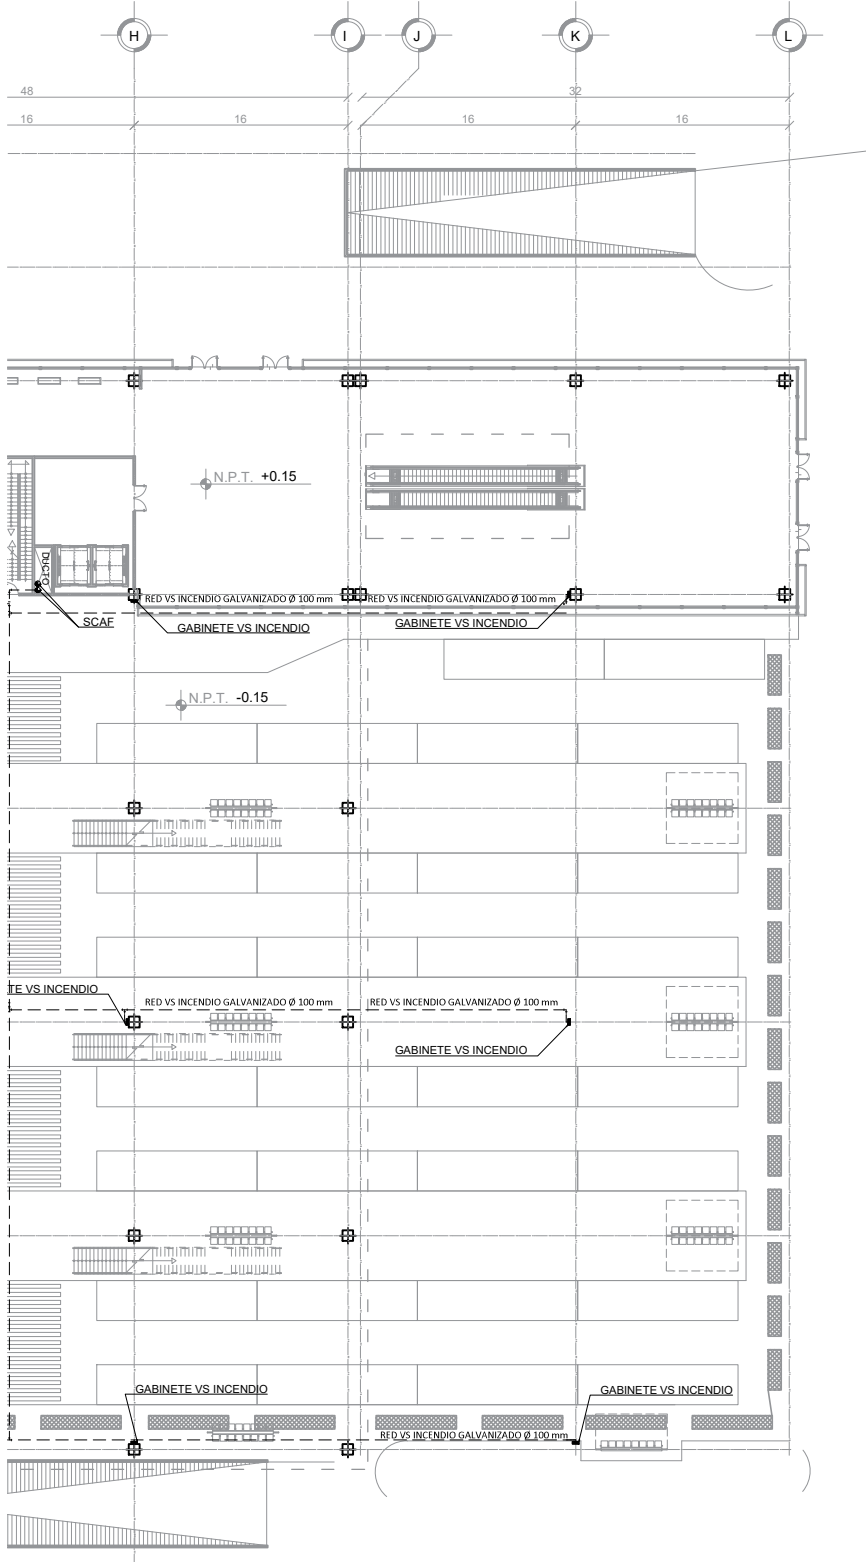 H I J K L
48 32
16 16 16 16
N.P.T. +0.15
DUCTO
RED VS INCENDIO GALVANIZADO Ø 100 mm RED VS INCENDIO GALVANIZADO Ø 100 mm
SCAF
GABINETE VS INCENDIO
GABINETE VS INCENDIO
N.P.T. -0.15
TE VS INCENDIO
RED VS INCENDIO GALVANIZADO Ø 100 mm RED VS INCENDIO GALVANIZADO Ø 100 mm
GABINETE VS INCENDIO
GABINETE VS INCENDIO
GABINETE VS INCENDIO
RED VS INCENDIO GALVANIZADO Ø 100 mm